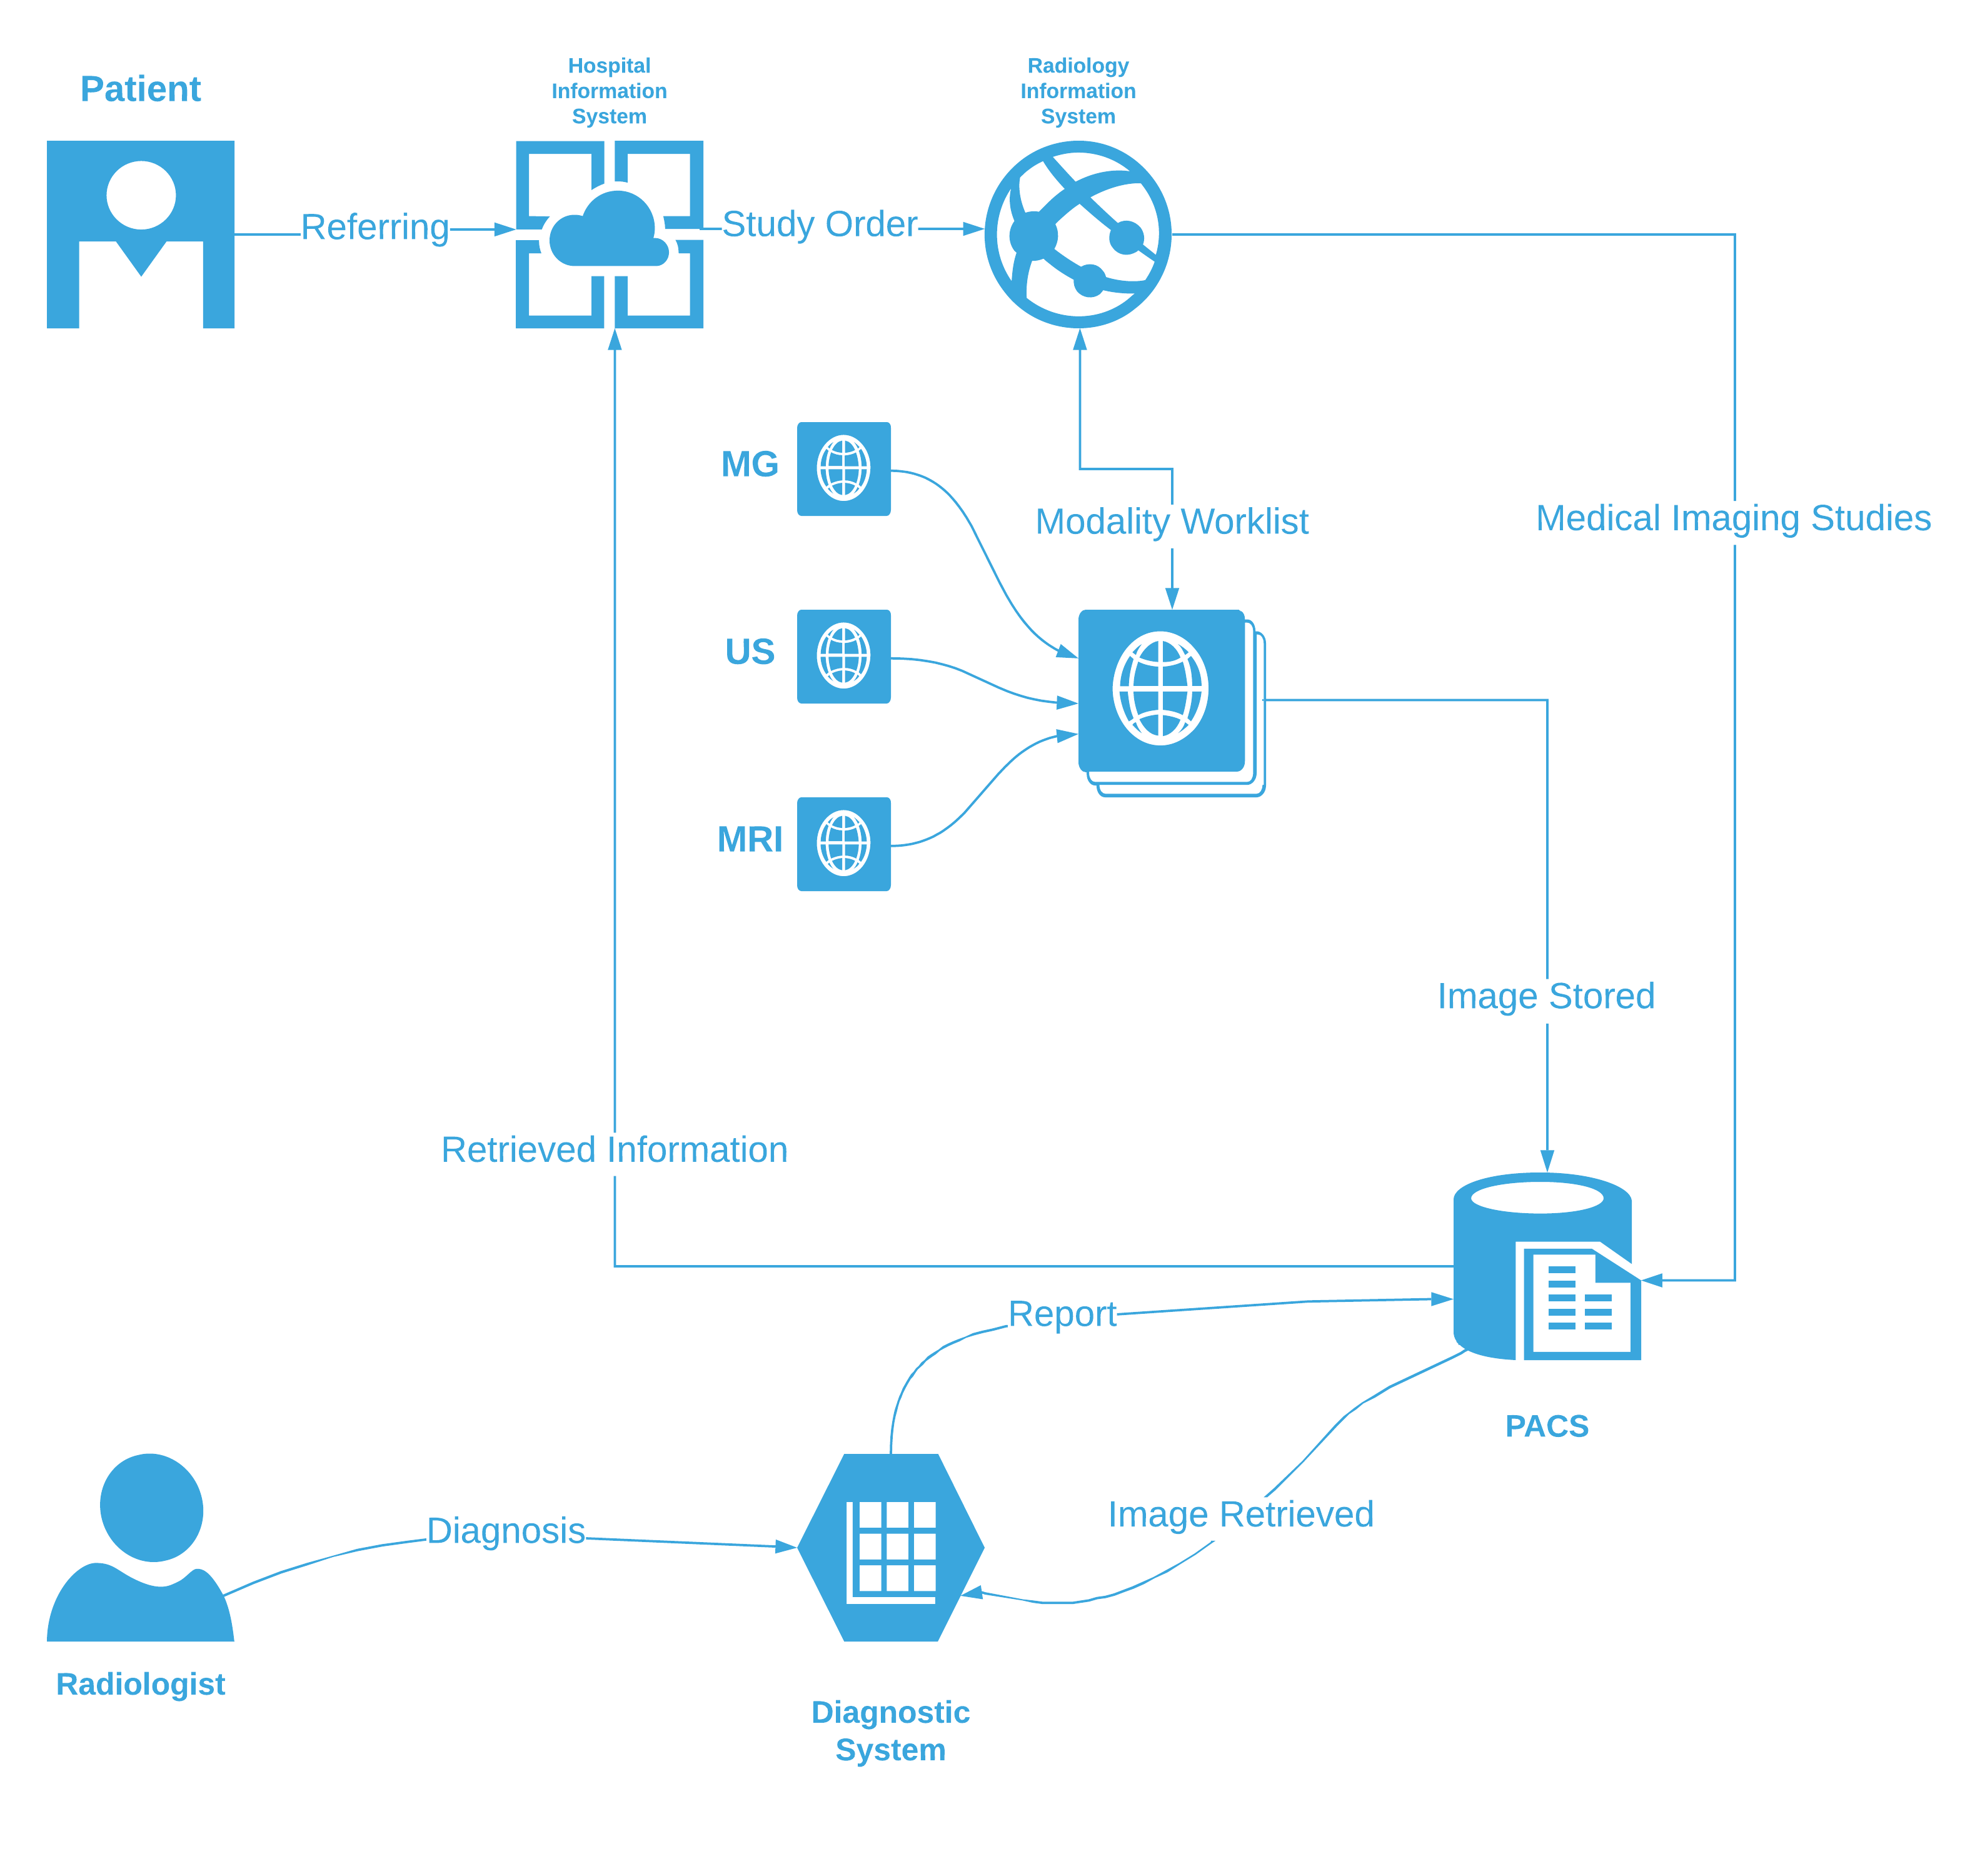 Patient
Hospital
Information
System
Radiology
Information
System
Referring
Study Order
MG
Modality Worklist
Medical Imaging Studies
US
MRI
Image Stored
Retrieved Information
Report
PACS
Image Retrieved
Diagnosis
Radiologist
Diagnostic
System